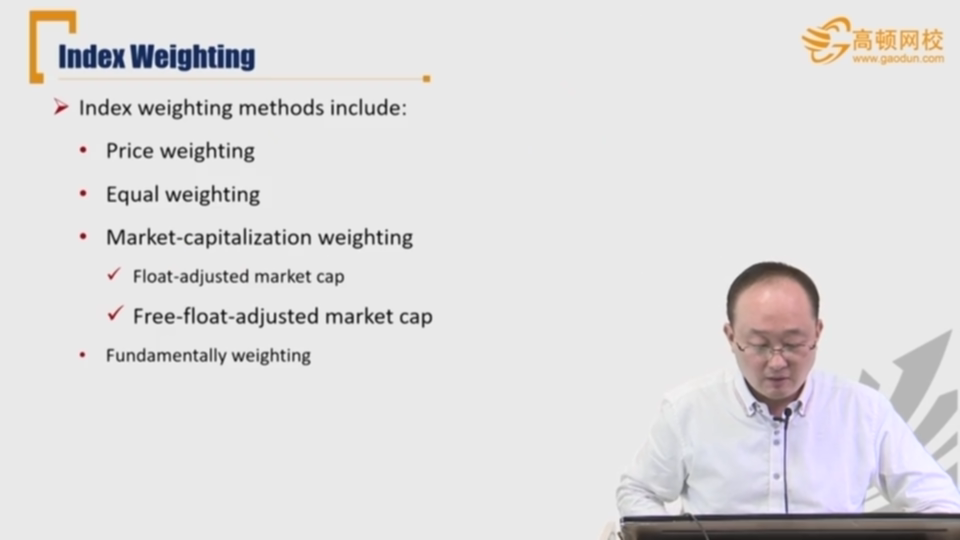 Index Weighting
高顿网校
www.gaodun.com
Index weighting methods include:
Price weighting
Equal weighting
Market-capitalization weighting
Float-adjusted market cap
Free-float-adjusted market cap
Fundamentally weighting